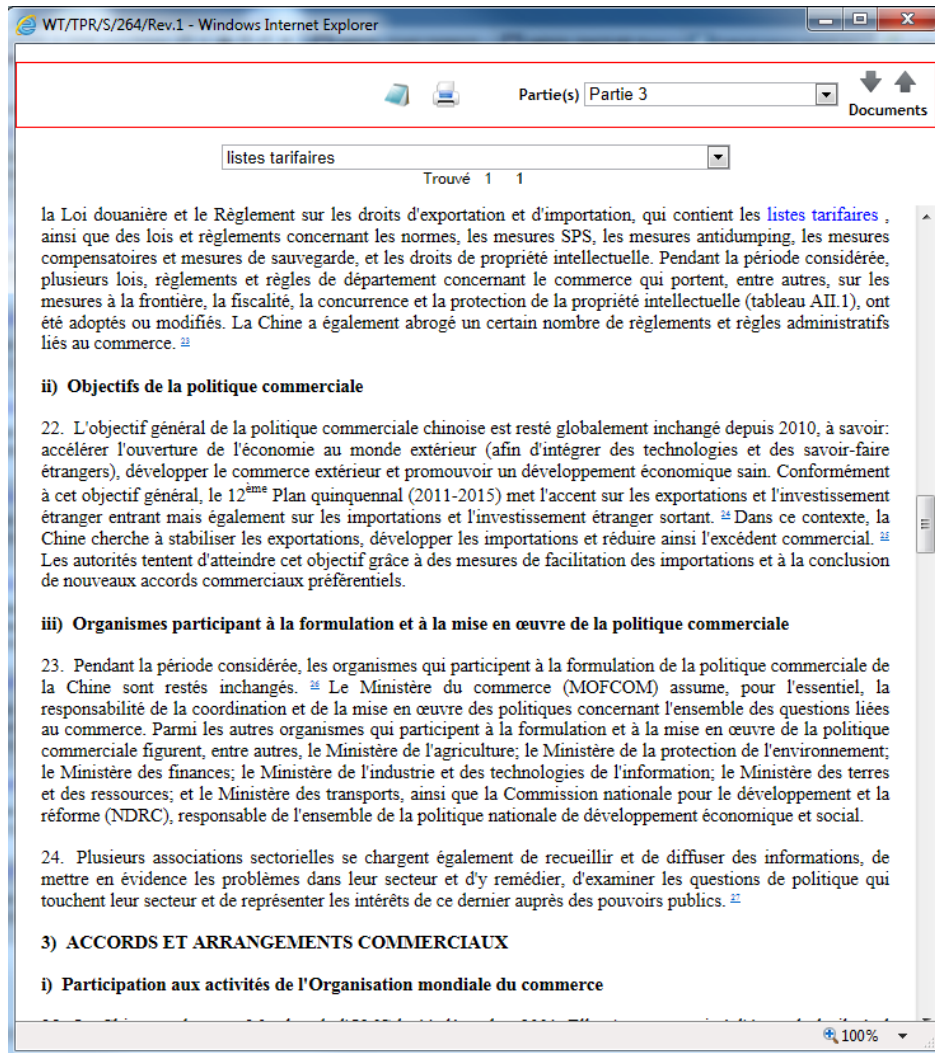 WT/TPR/S/264/Rev.1 - Windows Internet Explorer
Partie(s) Partie 3
Documents
listes tarifaires
Trouvé 1 1
la Loi douanière et le Règlement sur les droits d'exportation et d'importation, qui contient les listes tarifaires ,
ainsi que des lois et règlements concernant les normes, les mesures SPS, les mesures antidumping, les mesures
compensatoires et mesures de sauvegarde, et les droits de propriété intellectuelle. Pendant la période considérée,
plusieurs lois, règlements et règles de département concernant le commerce qui portent, entre autres, sur les
mesures à la frontière, la fiscalité, la concurrence et la protection de la propriété intellectuelle (tableau AII.1), ont
été adoptés ou modifiés. La Chine a également abrogé un certain nombre de règlements et règles administratifs
liés au commerce. 23
ii) Objectifs de la politique commerciale
22. L'objectif général de la politique commerciale chinoise est resté globalement inchangé depuis 2010, à savoir:
accélérer l'ouverture de l'économie au monde extérieur (afin d'intégrer des technologies et des savoir-faire
étrangers), développer le commerce extérieur et promouvoir un développement économique sain. Conformément
à cet objectif général, le 12ème Plan quinquennal (2011-2015) met l'accent sur les exportations et l'investissement
étranger entrant mais également sur les importations et l'investissement étranger sortant. 24 Dans ce contexte, la
Chine cherche à stabiliser les exportations, développer les importations et réduire ainsi l'excédent commercial. 25
Les autorités tentent d'atteindre cet objectif grâce à des mesures de facilitation des importations et à la conclusion
de nouveaux accords commerciaux préférentiels.
iii) Organismes participant à la formulation et à la mise en œuvre de la politique commerciale
23. Pendant la période considérée, les organismes qui participent à la formulation de la politique commerciale de
la Chine sont restés inchangés. 26 Le Ministère du commerce (MOFCOM) assume, pour l'essentiel, la
responsabilité de la coordination et de la mise en œuvre des politiques concernant l'ensemble des questions liées
au commerce. Parmi les autres organismes qui participent à la formulation et à la mise en œuvre de la politique
commerciale figurent, entre autres, le Ministère de l'agriculture; le Ministère de la protection de l'environnement;
le Ministère des finances; le Ministère de l'industrie et des technologies de l'information; le Ministère des terres
et des ressources; et le Ministère des transports, ainsi que la Commission nationale pour le développement et la
réforme (NDRC), responsable de l'ensemble de la politique nationale de développement économique et social.
24. Plusieurs associations sectorielles se chargent également de recueillir et de diffuser des informations, de
mettre en évidence les problèmes dans leur secteur et d'y remédier, d'examiner les questions de politique qui
touchent leur secteur et de représenter les intérêts de ce dernier auprès des pouvoirs publics. 27
3) ACCORDS ET ARRANGEMENTS COMMERCIAUX
i) Participation aux activités de l'Organisation mondiale du commerce
100%